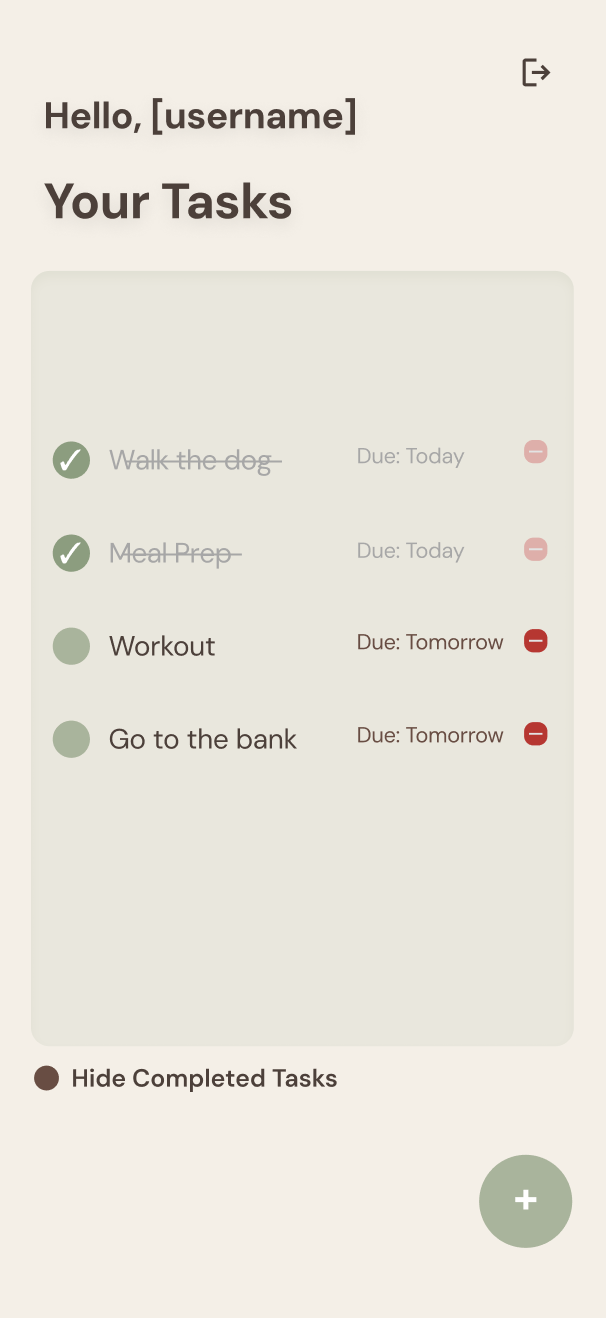 Hello, [username]
Your Tasks
✓ Walk the dog Due: Today
✓ Meal Prep Due: Today
Workout Due: Tomorrow
Go to the bank Due: Tomorrow
Hide Completed Tasks
+